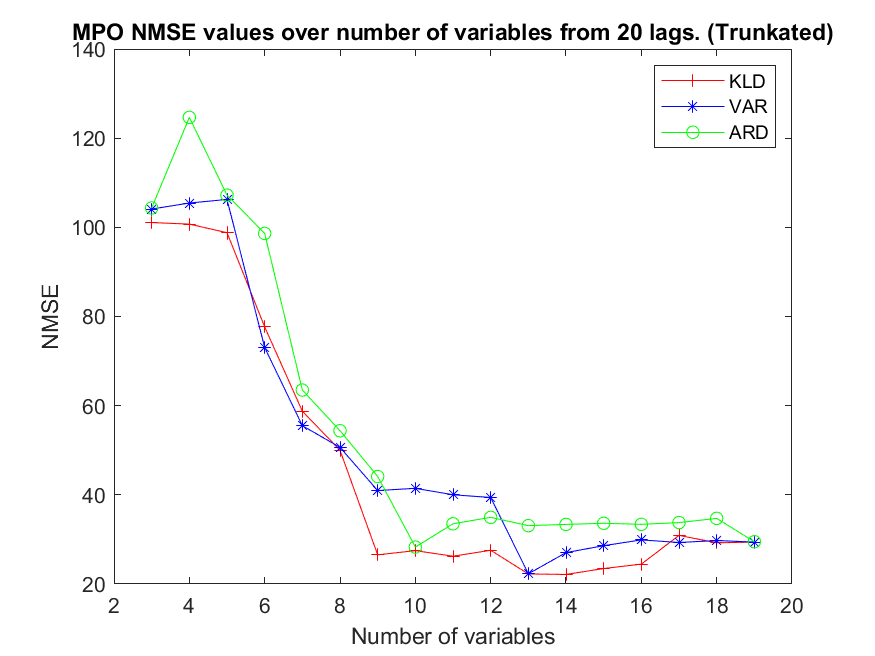 MPO NMSE values over number of variables from 20 lags. (Trunkated)
140
120
100
80
60
40
20
NMSE
KLD
VAR
ARD
2 4 6 8 10 12 14 16 18 20
Number of variables